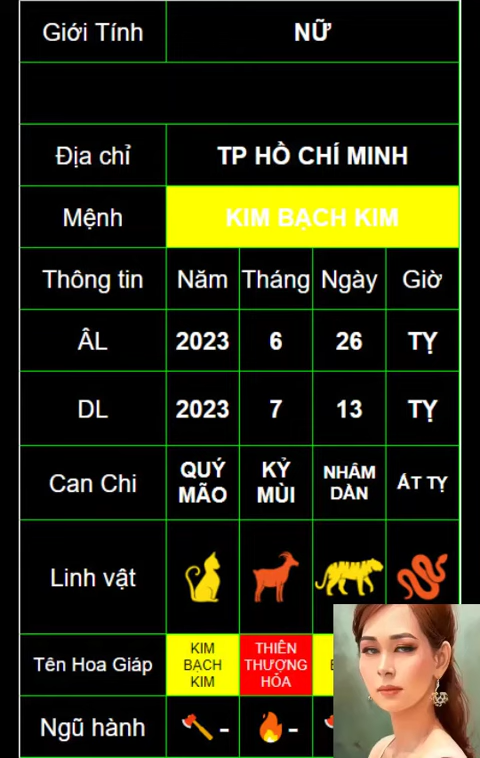 Giới Tính NỮ
Địa chỉ TP HỒ CHÍ MINH
Mệnh KIM BẠCH KIM
Thông tin Năm Tháng Ngày Giờ
ÂL 2023 6 26 TỴ
DL 2023 7 13 TỴ
Can Chi QUÝ MÃO KỶ MÙI NHÂM DẦN ÁT TỴ
Linh vật
Tên Hoa Giáp KIM BẠCH KIM THIÊN THƯỢNG HỎA
Ngũ hành - -